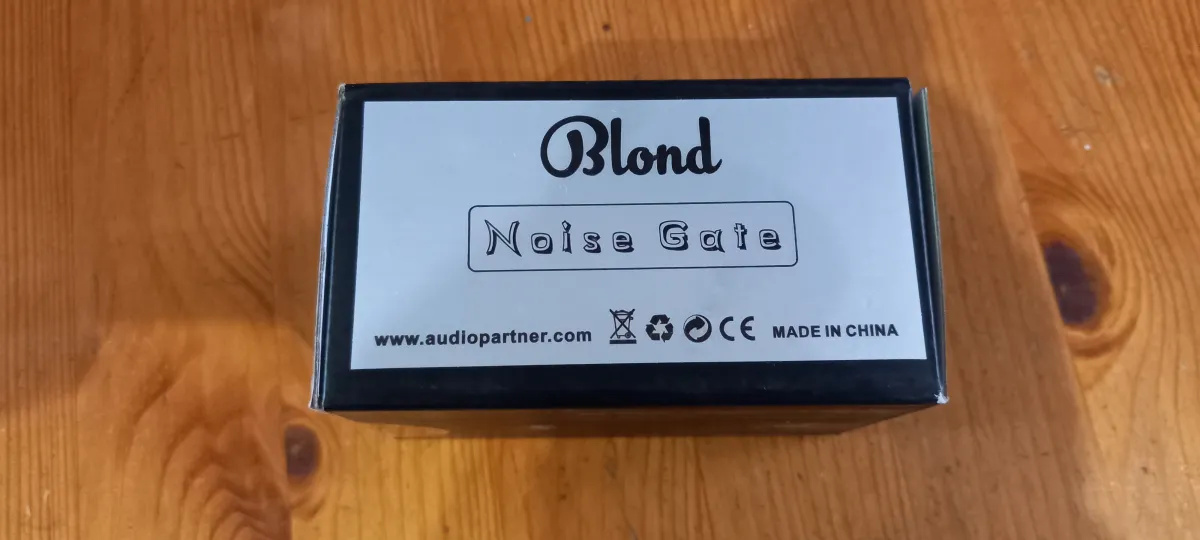 Blond
Noise Gate
www.audiopartner.com CE MADE IN CHINA